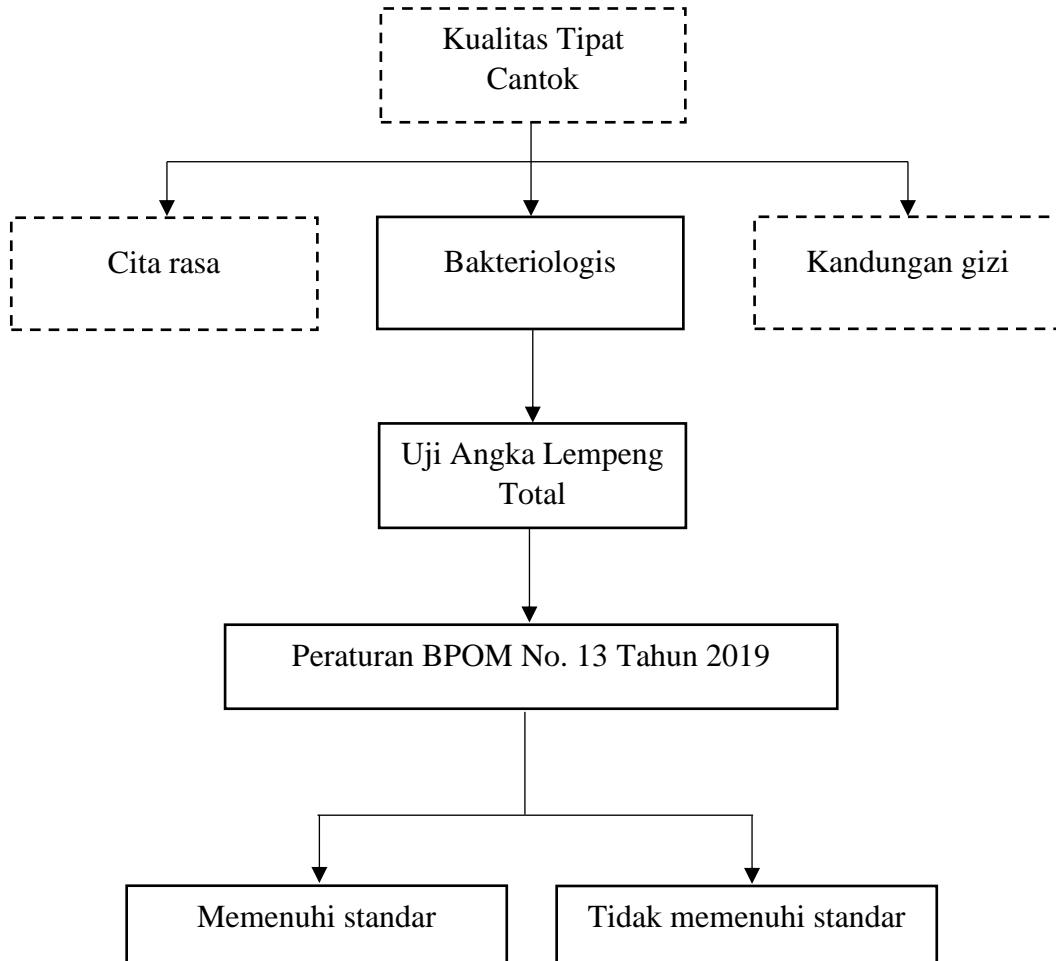 Kualitas Tipat
Cantok
Cita rasa
Bakteriologis
Kandungan gizi
Uji Angka Lempeng
Total
Peraturan BPOM No. 13 Tahun 2019
Memenuhi standar
Tidak memenuhi standar